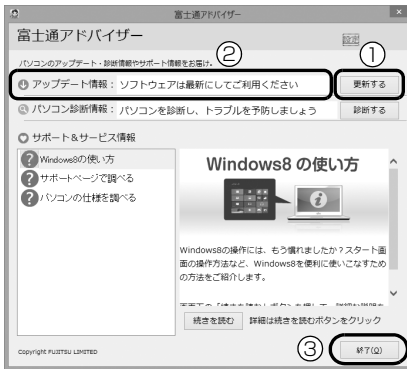 富士通アドバイザー
富士通アドバイザー
設定
パソコンのアップデート・診断情報やサポート情報をお届け。
②
①
アップデート情報： ソフトウェアは最新にしてご利用ください
更新する
パソコン診断情報： パソコンを診断し、トラブルを予防しましょう
診断する
サポート＆サービス情報
Windows8の使い方
サポートページで調べる
パソコンの仕様を調べる
Windows8 の使い方
Windows8の操作には、もう慣れましたか？スタート画
面の操作方法など、Windows8を便利に使いこなすため
の方法をご紹介します。
続きを読む
詳細は続きを読むボタンをクリック
③
終了(Q)
Copyright FUJITSU LIMITED